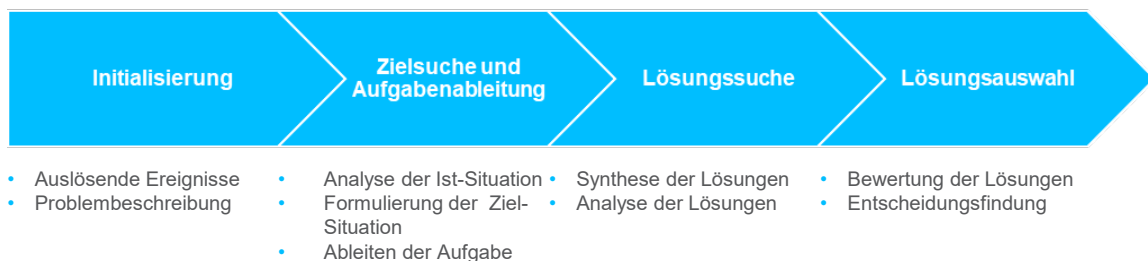 Initialisierung
Zielsuche und
Aufgabenableitung
Lösungssuche
Lösungsauswahl
• Auslösende Ereignisse
• Problembeschreibung
• Analyse der Ist-Situation
• Formulierung der Ziel-
Situation
• Ableiten der Aufgabe
• Synthese der Lösungen
• Analyse der Lösungen
• Bewertung der Lösungen
• Entscheidungsfindung